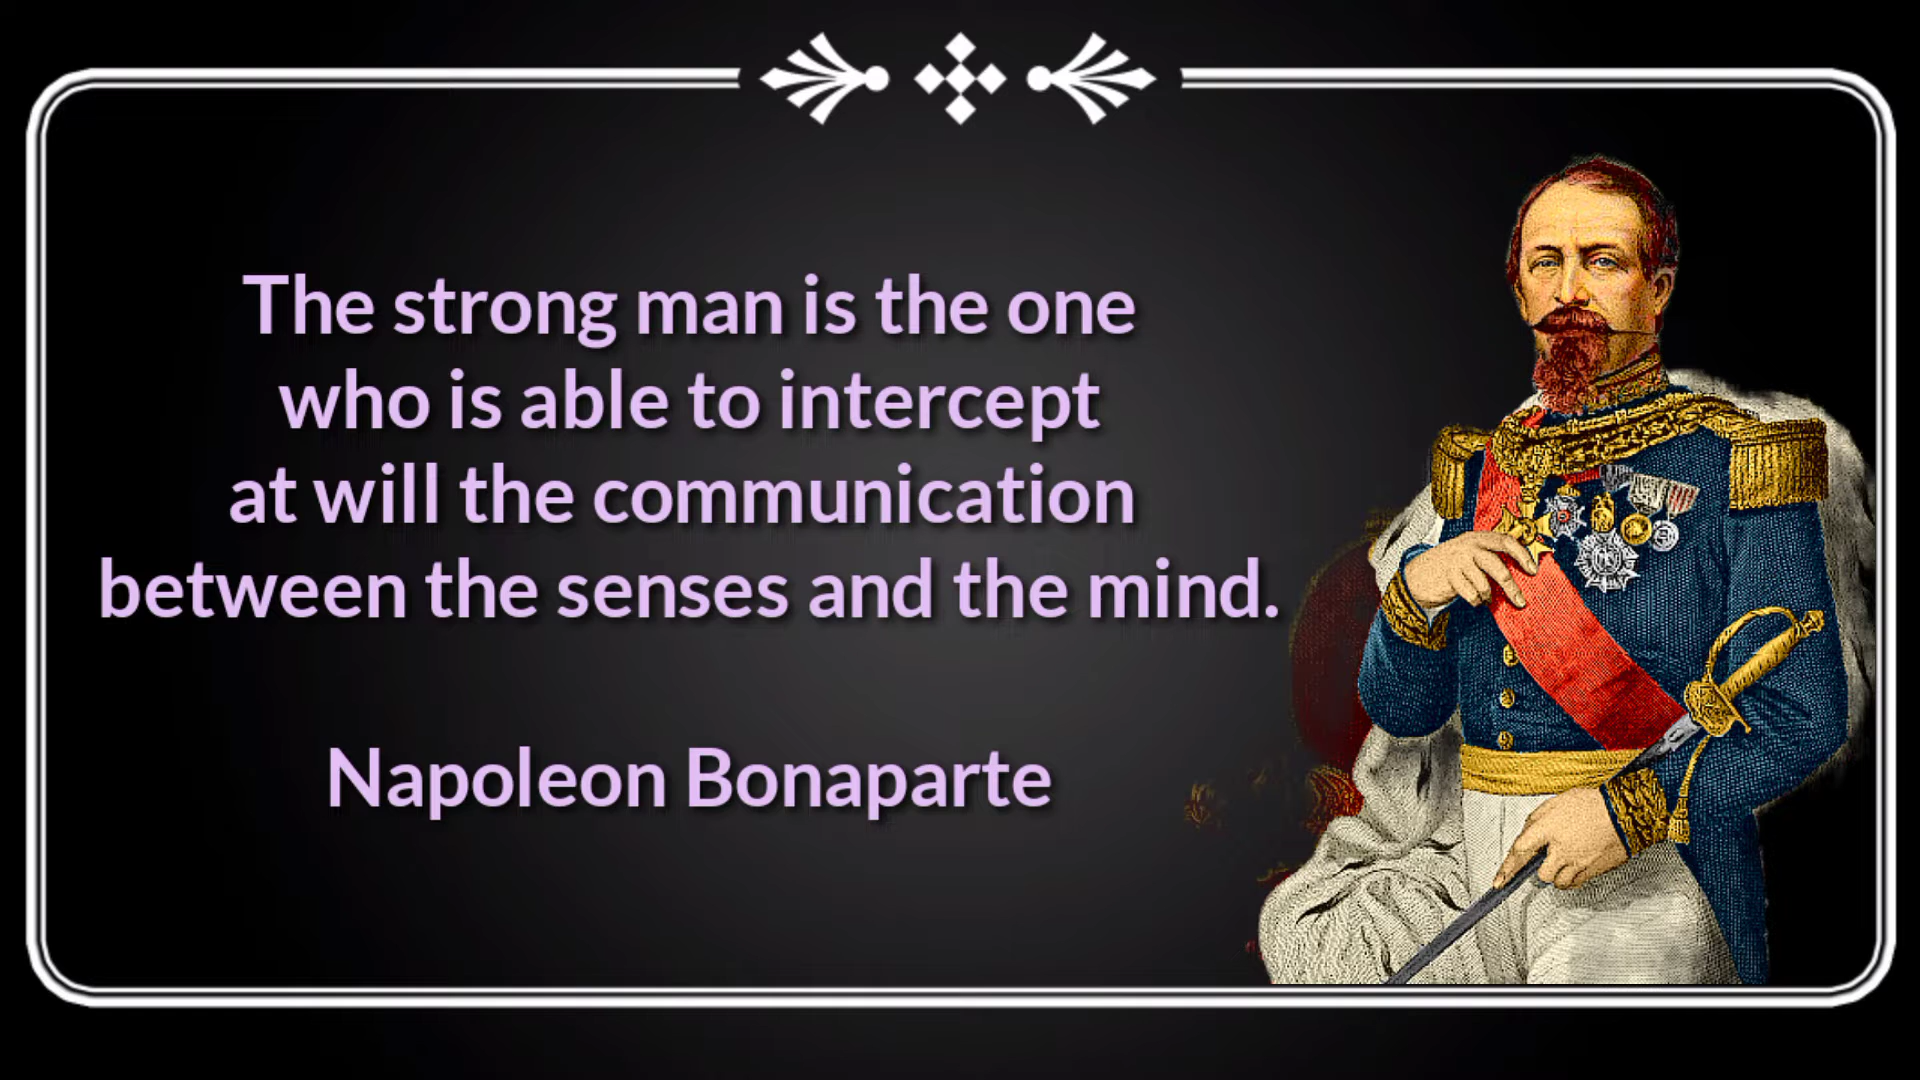 The strong man is the one
who is able to intercept
at will the communication
between the senses and the mind.
Napoleon Bonaparte